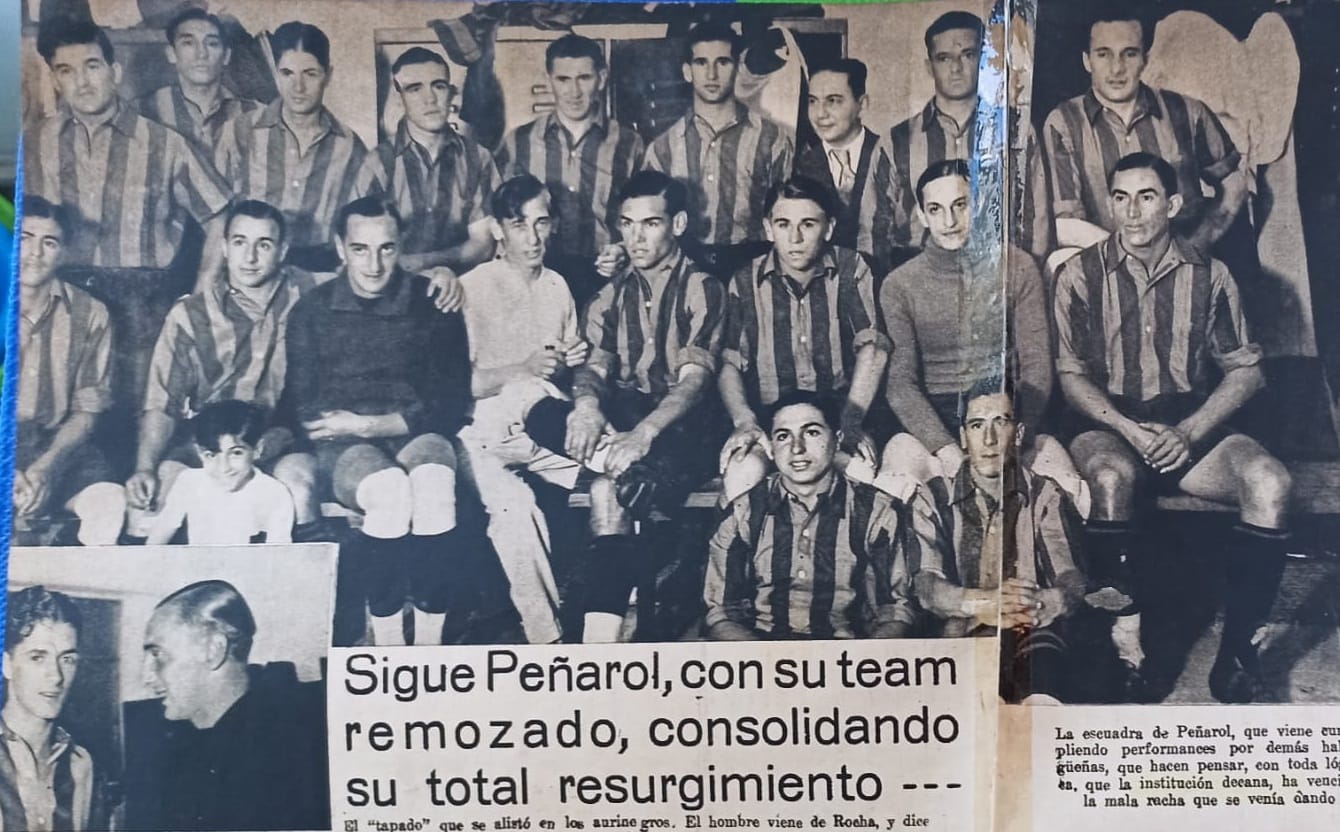 Sigue Peñarol, con su team
remozado, consolidando
su total resurgimiento ---
El "tapado" que se alistó en los aurinegros. El hombre viene de Rocha, y dice
La escuadra de Peñarol, que viene cum
pliendo performances por demás hala
güeñas, que hacen pensar, con toda lógi
ca, que la institución decana, ha venci
la mala racha que se venía dando